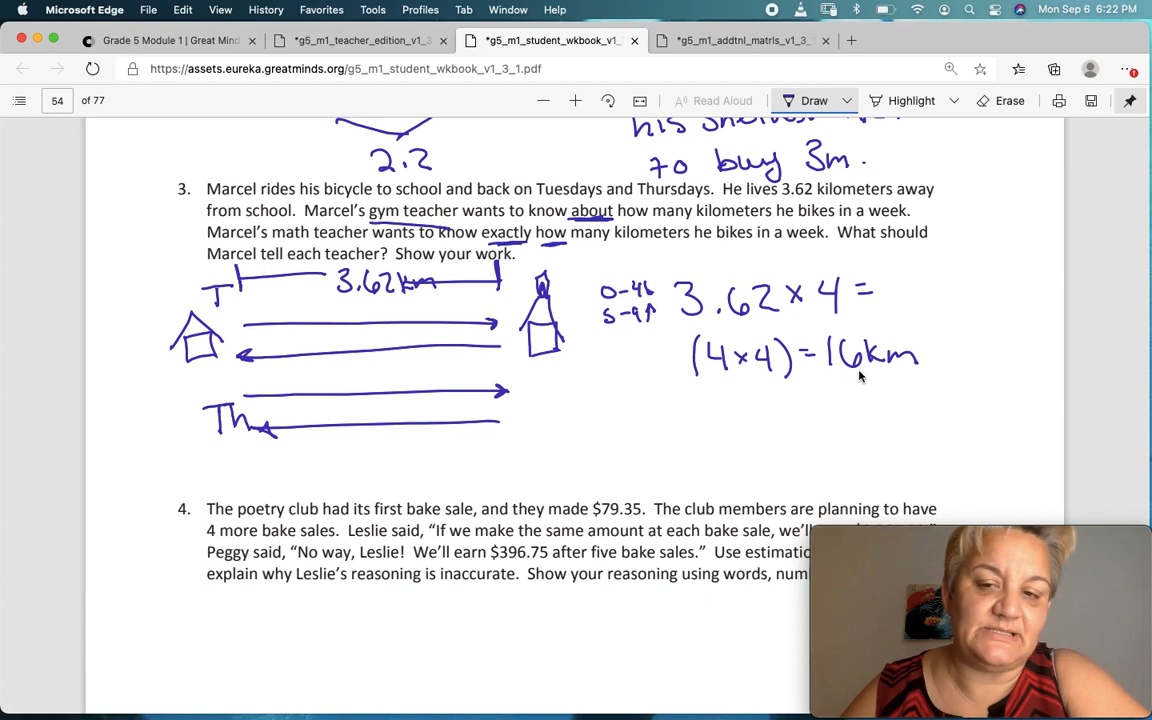 Microsoft Edge File Edit View History Favorites Tools Profiles Tab Window Help Mon Sep 6 6:22 PM
Grade 5 Module 1 | Great Mind
*g5_m1_teacher_edition_v1_3
*g5_m1_student_wkbook_v1_
*g5_m1_addtnl_matrls_v1_3_
https://assets.eureka.greatminds.org/g5_m1_student_wkbook_v1_3_1.pdf
54 of 77 Read Aloud Draw Highlight Erase
2.2
to buy 3m.
3. Marcel rides his bicycle to school and back on Tuesdays and Thursdays. He lives 3.62 kilometers away
from school. Marcel's gym teacher wants to know about how many kilometers he bikes in a week.
Marcel's math teacher wants to know exactly how many kilometers he bikes in a week. What should
Marcel tell each teacher? Show your work.
3.62km
T
0-4↓
5-9↑
3.62 × 4 =
(4×4) = 16km
Th
4. The poetry club had its first bake sale, and they made $79.35. The club members are planning to have
4 more bake sales. Leslie said, "If we make the same amount at each bake sale, we'll
Peggy said, "No way, Leslie! We'll earn $396.75 after five bake sales." Use estimatio
explain why Leslie's reasoning is inaccurate. Show your reasoning using words, num